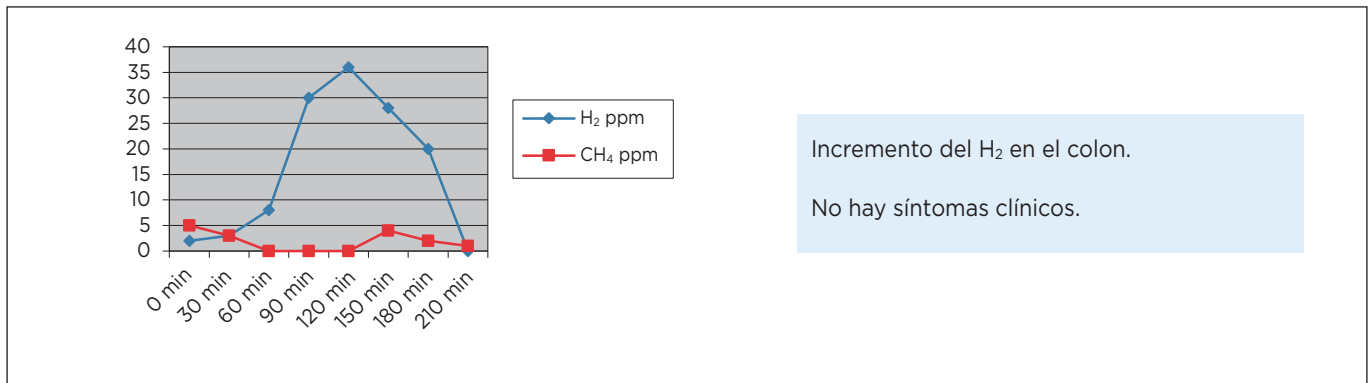 40
35
30
25
20
15
10
5
0
0 min
30 min
60 min
90 min
120 min
150 min
180 min
210 min
H₂ ppm
CH₄ ppm
Incremento del H₂ en el colon.
No hay síntomas clínicos.